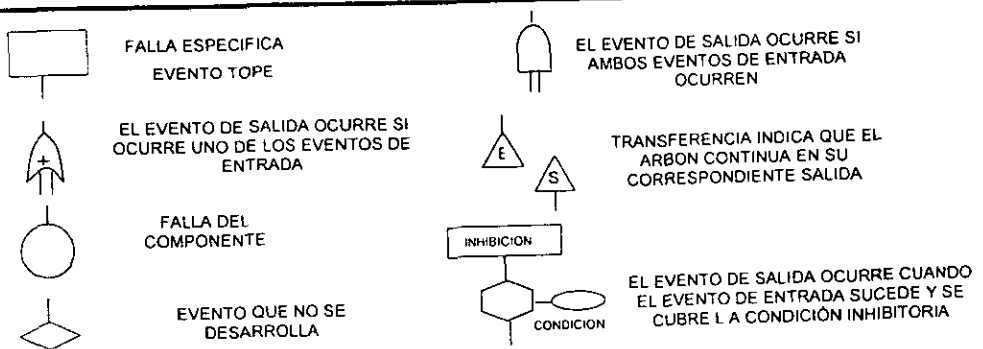 FALLA ESPECIFICA
EVENTO TOPE
EL EVENTO DE SALIDA OCURRE SI
OCURRE UNO DE LOS EVENTOS DE
ENTRADA
+
FALLA DEL
COMPONENTE
EVENTO QUE NO SE
DESARROLLA
EL EVENTO DE SALIDA OCURRE SI
AMBOS EVENTOS DE ENTRADA
OCURREN
E
S
TRANSFERENCIA INDICA QUE EL
ARBON CONTINUA EN SU
CORRESPONDIENTE SALIDA
INHIBICION
CONDICION
EL EVENTO DE SALIDA OCURRE CUANDO
EL EVENTO DE ENTRADA SUCEDE Y SE
CUBRE L A CONDICIÓN INHIBITORIA